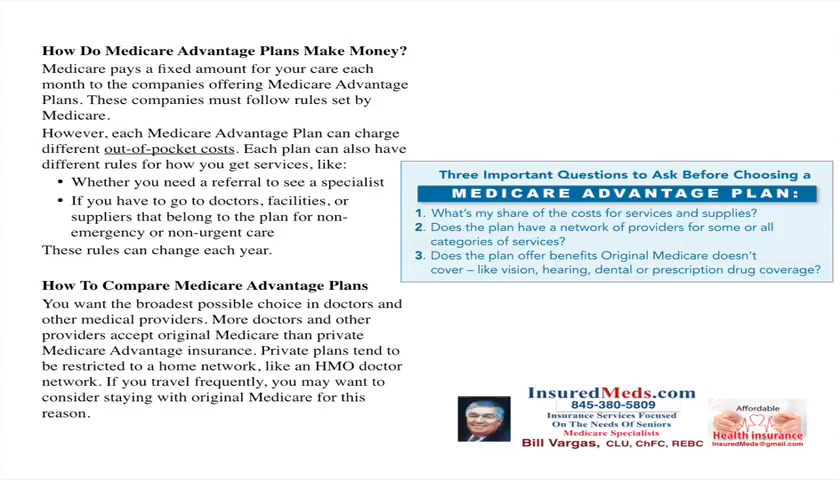 How Do Medicare Advantage Plans Make Money?
Medicare pays a fixed amount for your care each
month to the companies offering Medicare Advantage
Plans. These companies must follow rules set by
Medicare.
However, each Medicare Advantage Plan can charge
different out-of-pocket costs. Each plan can also have
different rules for how you get services, like:
• Whether you need a referral to see a specialist
• If you have to go to doctors, facilities, or
suppliers that belong to the plan for non-
emergency or non-urgent care
These rules can change each year.
How To Compare Medicare Advantage Plans
You want the broadest possible choice in doctors and
other medical providers. More doctors and other
providers accept original Medicare than private
Medicare Advantage insurance. Private plans tend to
be restricted to a home network, like an HMO doctor
network. If you travel frequently, you may want to
consider staying with original Medicare for this
reason.
Three Important Questions to Ask Before Choosing a
MEDICARE ADVANTAGE PLAN:
1. What's my share of the costs for services and supplies?
2. Does the plan have a network of providers for some or all
categories of services?
3. Does the plan offer benefits Original Medicare doesn't
cover – like vision, hearing, dental or prescription drug coverage?
InsuredMeds.com
845-380-5809
Insurance Services Focused
On The Needs Of Seniors
Medicare Specialists
Bill Vargas, CLU, ChFC, REBC
Affordable
Health insurance
InsuredMeds@gmail.com